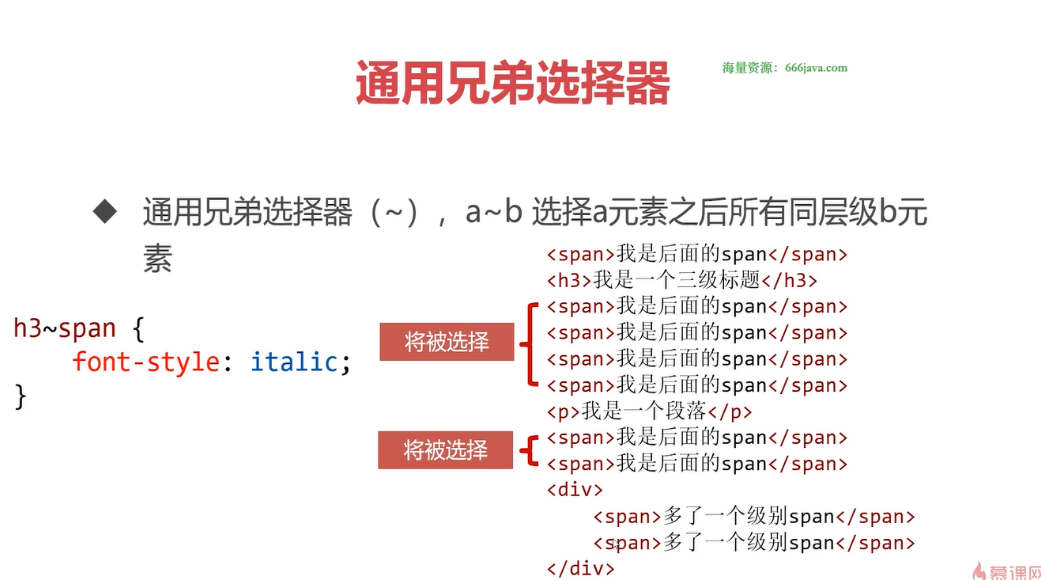 通用兄弟选择器
海量资源：666java.com
◆ 通用兄弟选择器（~），a~b 选择a元素之后所有同层级b元
素
h3~span {
    font-style: italic;
}
将被选择
将被选择
<span>我是后面的span</span>
<h3>我是一个三级标题</h3>
<span>我是后面的span</span>
<span>我是后面的span</span>
<span>我是后面的span</span>
<span>我是后面的span</span>
<p>我是一个段落</p>
<span>我是后面的span</span>
<span>我是后面的span</span>
<div>
    <span>多了一个级别span</span>
    <span>多了一个级别span</span>
</div>
慕课网